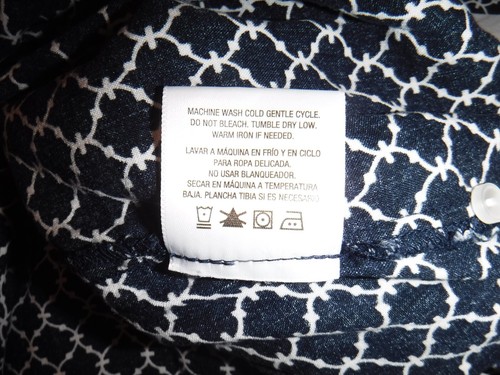 MACHINE WASH COLD GENTLE CYCLE.
DO NOT BLEACH. TUMBLE DRY LOW.
WARM IRON IF NEEDED.
LAVAR A MÁQUINA EN FRÍO Y EN CICLO
PARA ROPA DELICADA.
NO USAR BLANQUEADOR.
SECAR EN MÁQUINA A TEMPERATURA
BAJA. PLANCHA TIBIA SI ES NECESARIO